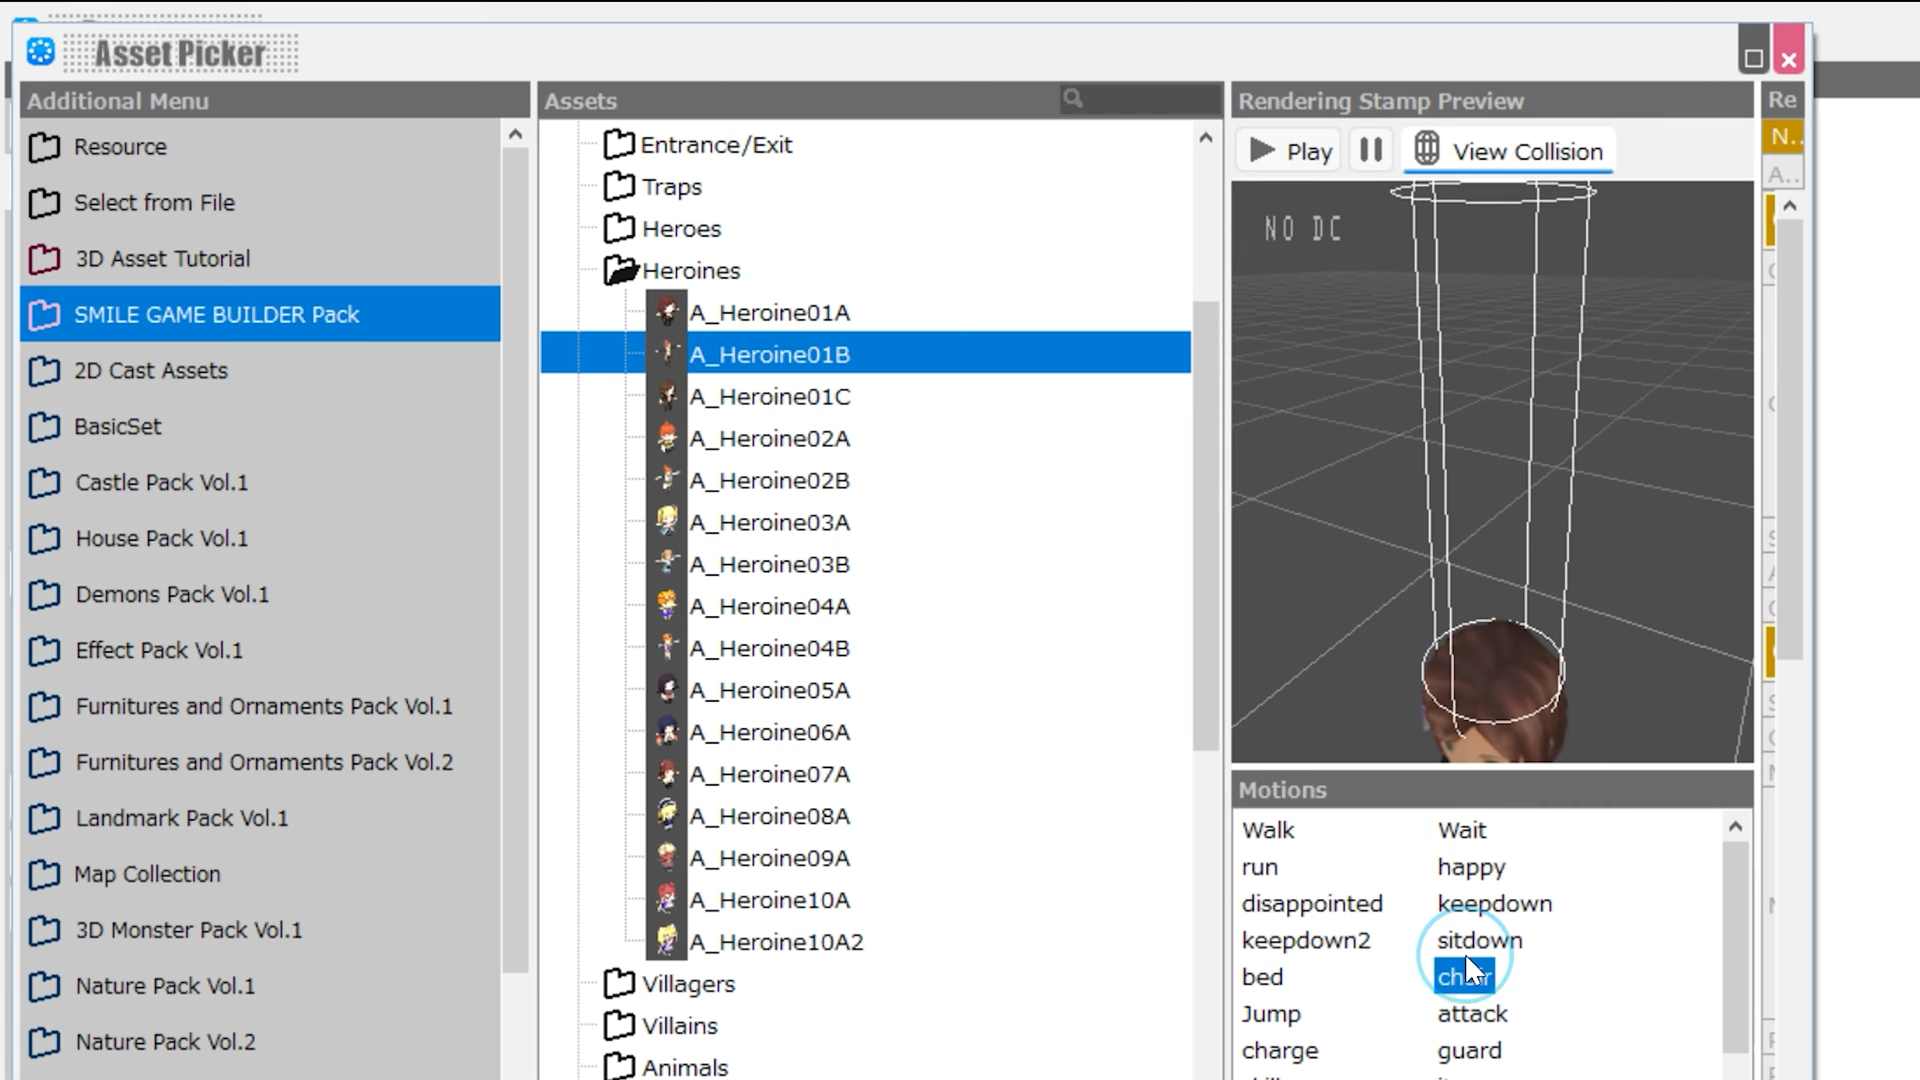 Asset Picker
Additional Menu
Resource
Select from File
3D Asset Tutorial
SMILE GAME BUILDER Pack
2D Cast Assets
BasicSet
Castle Pack Vol.1
House Pack Vol.1
Demons Pack Vol.1
Effect Pack Vol.1
Furnitures and Ornaments Pack Vol.1
Furnitures and Ornaments Pack Vol.2
Landmark Pack Vol.1
Map Collection
3D Monster Pack Vol.1
Nature Pack Vol.1
Nature Pack Vol.2
Assets
Entrance/Exit
Traps
Heroes
Heroines
A_Heroine01A
A_Heroine01B
A_Heroine01C
A_Heroine02A
A_Heroine02B
A_Heroine03A
A_Heroine03B
A_Heroine04A
A_Heroine04B
A_Heroine05A
A_Heroine06A
A_Heroine07A
A_Heroine08A
A_Heroine09A
A_Heroine10A
A_Heroine10A2
Villagers
Villains
Animals
Rendering Stamp Preview
Play
View Collision
NO DC
Motions
Walk Wait
run happy
disappointed keepdown
keepdown2 sitdown
bed chair
Jump attack
charge guard
Re
N..
A..